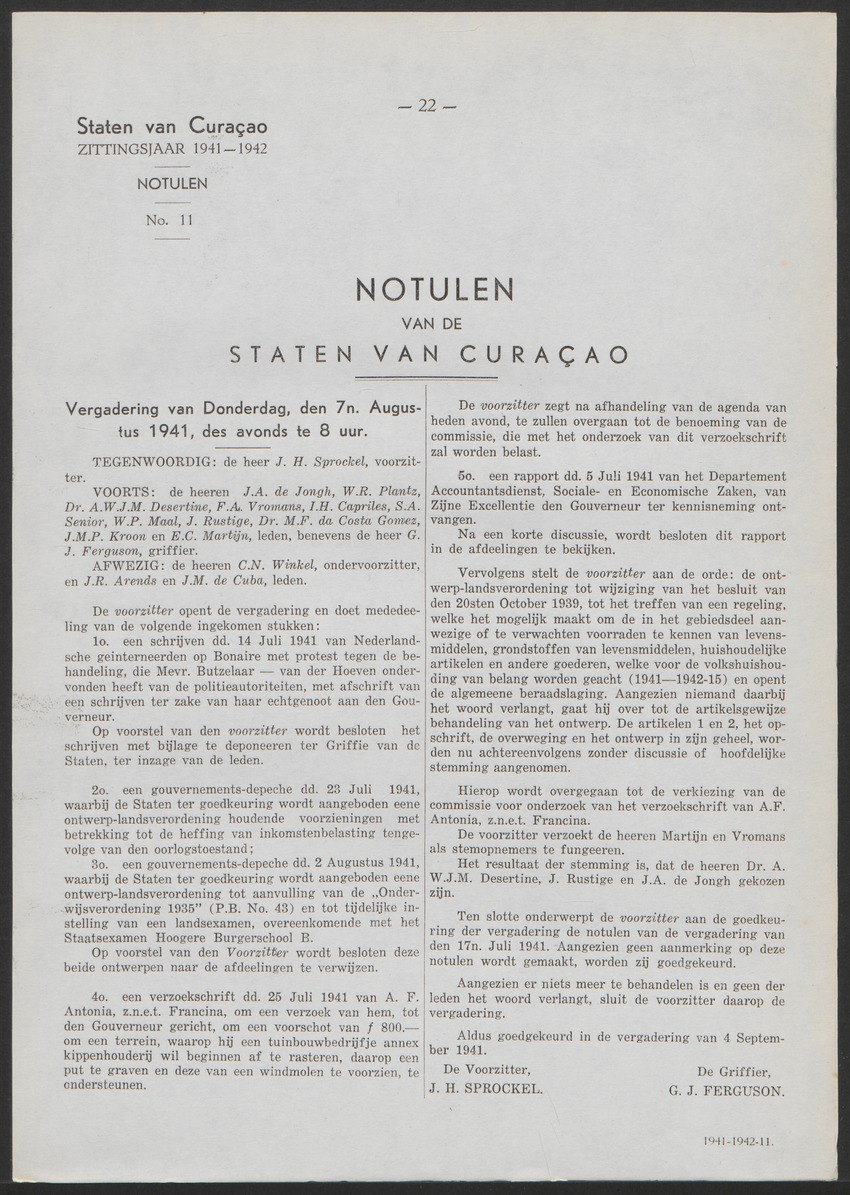 — 22 —
Staten van Curaçao
ZITTINGSJAAR 1941—1942
NOTULEN
No. 11
NOTULEN
VAN DE
STATEN VAN CURAÇAO
Vergadering van Donderdag, den 7n. Augus-
tus 1941, des avonds te 8 uur.
TEGENWOORDIG: de heer J. H. Sprockel, voorzit-
ter.
VOORTS: de heeren J.A. de Jongh, W.R. Plantz,
Dr. A.W.J.M. Desertine, F.A. Vromans, I.H. Capriles, S.A.
Senior, W.P. Maal, J. Rustige, Dr. M.F. da Costa Gomez,
J.M.P. Kroon en E.C. Martijn, leden, benevens de heer G.
J. Ferguson, griffier.
AFWEZIG: de heeren C.N. Winkel, ondervoorzitter,
en J.R. Arends en J.M. de Cuba, leden.
De voorzitter opent de vergadering en doet mededee-
ling van de volgende ingekomen stukken:
1o. een schrijven dd. 14 Juli 1941 van Nederland-
sche geinterneerden op Bonaire met protest tegen de be-
handeling, die Mevr. Butzelaar — van der Hoeven onder-
vonden heeft van de politieautoriteiten, met afschrift van
een schrijven ter zake van haar echtgenoot aan den Gou-
verneur.
Op voorstel van den voorzitter wordt besloten het
schrijven met bijlage te deponeeren ter Griffie van de
Staten, ter inzage van de leden.
2o. een gouvernements-depeche dd. 23 Juli 1941,
waarbij de Staten ter goedkeuring wordt aangeboden eene
ontwerp-landsverordening houdende voorzieningen met
betrekking tot de heffing van inkomstenbelasting tenge-
volge van den oorlogstoestand;
3o. een gouvernements-depeche dd. 2 Augustus 1941,
waarbij de Staten ter goedkeuring wordt aangeboden eene
ontwerp-landsverordening tot aanvulling van de „Onder-
wijsverordening 1935” (P.B. No. 43) en tot tijdelijke in-
stelling van een landsexamen, overeenkomende met het
Staatsexamen Hoogere Burgerschool B.
Op voorstel van den Voorzitter wordt besloten deze
beide ontwerpen naar de afdeelingen te verwijzen.
4o. een verzoekschrift dd. 25 Juli 1941 van A. F.
Antonia, z.n.e.t. Francina, om een verzoek van hem, tot
den Gouverneur gericht, om een voorschot van f 800.—
om een terrein, waarop hij een tuinbouwbedrijfje annex
kippenhouderij wil beginnen af te rasteren, daarop een
put te graven en deze van een windmolen te voorzien, te
ondersteunen.
De voorzitter zegt na afhandeling van de agenda van
heden avond, te zullen overgaan tot de benoeming van de
commissie, die met het onderzoek van dit verzoekschrift
zal worden belast.
5o. een rapport dd. 5 Juli 1941 van het Departement
Accountantsdienst, Sociale- en Economische Zaken, van
Zijne Excellentie den Gouverneur ter kennisneming ont-
vangen.
Na een korte discussie, wordt besloten dit rapport
in de afdeelingen te bekijken.
Vervolgens stelt de voorzitter aan de orde: de ont-
werp-landsverordening tot wijziging van het besluit van
den 20sten October 1939, tot het treffen van een regeling,
welke het mogelijk maakt om de in het gebiedsdeel aan-
wezige of te verwachten voorraden te kennen van levens-
middelen, grondstoffen van levensmiddelen, huishoudelijke
artikelen en andere goederen, welke voor de volkshuishou-
ding van belang worden geacht (1941—1942-15) en opent
de algemeene beraadslaging. Aangezien niemand daarbij
het woord verlangt, gaat hij over tot de artikelsgewijze
behandeling van het ontwerp. De artikelen 1 en 2, het op-
schrift, de overweging en het ontwerp in zijn geheel, wor-
den nu achtereenvolgens zonder discussie of hoofdelijke
stemming aangenomen.
Hierop wordt overgegaan tot de verkiezing van de
commissie voor onderzoek van het verzoekschrift van A.F.
Antonia, z.n.e.t. Francina.
De voorzitter verzoekt de heeren Martijn en Vromans
als stemopnemers te fungeeren.
Het resultaat der stemming is, dat de heeren Dr. A.
W.J.M. Desertine, J. Rustige en J.A. de Jongh gekozen
zijn.
Ten slotte onderwerpt de voorzitter aan de goedkeu-
ring der vergadering de notulen van de vergadering van
den 17n. Juli 1941. Aangezien geen aanmerking op deze
notulen wordt gemaakt, worden zij goedgekeurd.
Aangezien er niets meer te behandelen is en geen der
leden het woord verlangt, sluit de voorzitter daarop de
vergadering.
Aldus goedgekeurd in de vergadering van 4 Septem-
ber 1941.
De Voorzitter, De Griffier,
J. H. SPROCKEL. G. J. FERGUSON.
1941-1942-11.